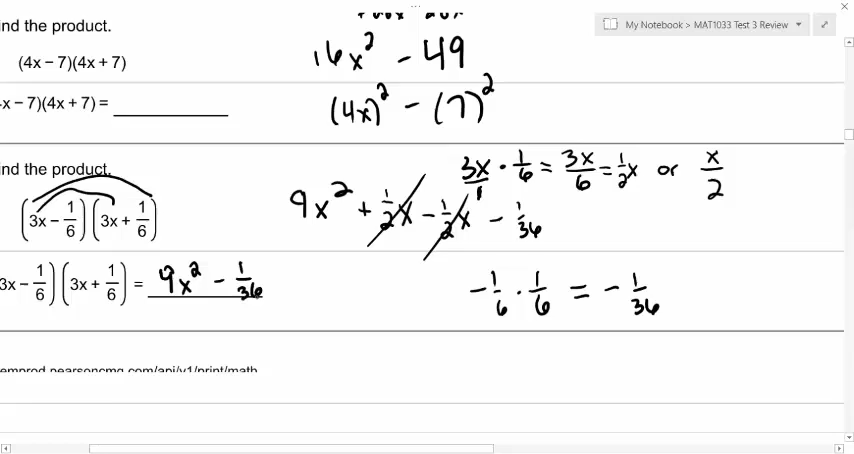 ind the product.
My Notebook > MAT1033 Test 3 Review
(4x − 7)(4x + 7)
16x² − 49
x − 7)(4x + 7) = ________
(4x)² − (7)²
ind the product.
3x/1 · 1/6 = 3x/6 = 1/2x or x/2
(3x − 1/6)(3x + 1/6)
9x² + 1/2x − 1/2x − 1/36
3x − 1/6)(3x + 1/6) = 9x² − 1/36
−1/6 · 1/6 = − 1/36
emprod.pearsoncmg.com/api/v1/print/math